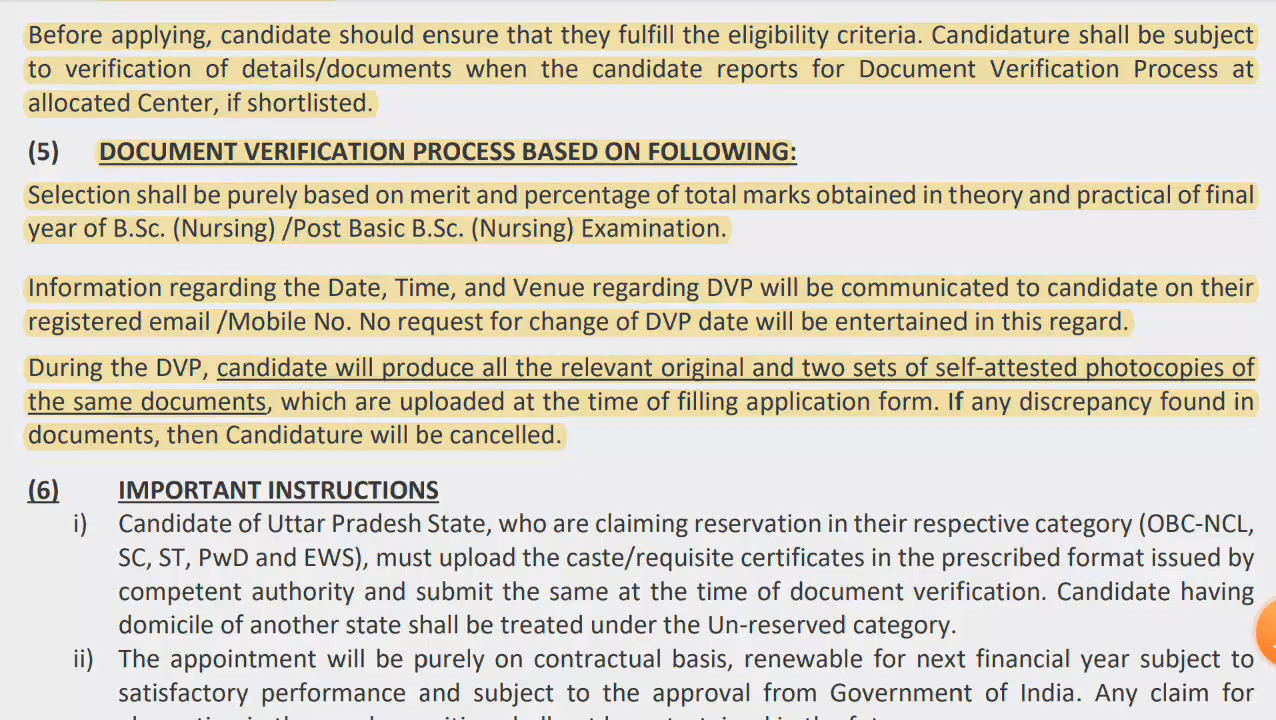 Before applying, candidate should ensure that they fulfill the eligibility criteria. Candidature shall be subject
to verification of details/documents when the candidate reports for Document Verification Process at
allocated Center, if shortlisted.
(5) DOCUMENT VERIFICATION PROCESS BASED ON FOLLOWING:
Selection shall be purely based on merit and percentage of total marks obtained in theory and practical of final
year of B.Sc. (Nursing) /Post Basic B.Sc. (Nursing) Examination.
Information regarding the Date, Time, and Venue regarding DVP will be communicated to candidate on their
registered email /Mobile No. No request for change of DVP date will be entertained in this regard.
During the DVP, candidate will produce all the relevant original and two sets of self-attested photocopies of
the same documents, which are uploaded at the time of filling application form. If any discrepancy found in
documents, then Candidature will be cancelled.
(6) IMPORTANT INSTRUCTIONS
i) Candidate of Uttar Pradesh State, who are claiming reservation in their respective category (OBC-NCL,
SC, ST, PwD and EWS), must upload the caste/requisite certificates in the prescribed format issued by
competent authority and submit the same at the time of document verification. Candidate having
domicile of another state shall be treated under the Un-reserved category.
ii) The appointment will be purely on contractual basis, renewable for next financial year subject to
satisfactory performance and subject to the approval from Government of India. Any claim for